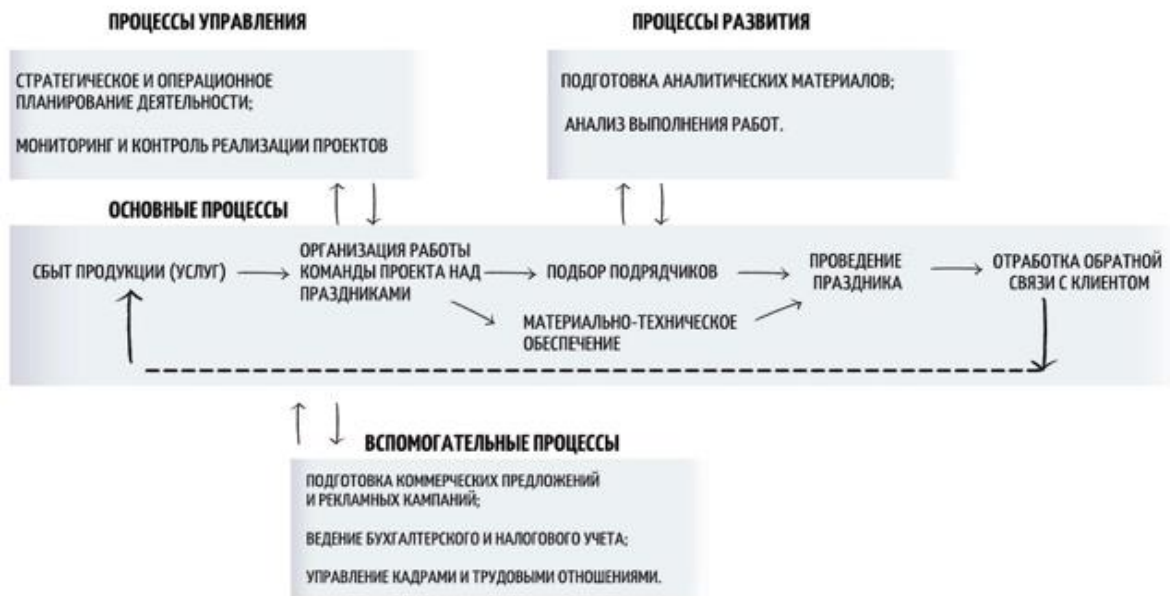 ПРОЦЕССЫ УПРАВЛЕНИЯ
СТРАТЕГИЧЕСКОЕ И ОПЕРАЦИОННОЕ
ПЛАНИРОВАНИЕ ДЕЯТЕЛЬНОСТИ;
МОНИТОРИНГ И КОНТРОЛЬ РЕАЛИЗАЦИИ ПРОЕКТОВ
ПРОЦЕССЫ РАЗВИТИЯ
ПОДГОТОВКА АНАЛИТИЧЕСКИХ МАТЕРИАЛОВ;
АНАЛИЗ ВЫПОЛНЕНИЯ РАБОТ.
ОСНОВНЫЕ ПРОЦЕССЫ
СБЫТ ПРОДУКЦИИ (УСЛУГ)
ОРГАНИЗАЦИЯ РАБОТЫ
КОМАНДЫ ПРОЕКТА НАД
ПРАЗДНИКАМИ
ПОДБОР ПОДРЯДЧИКОВ
МАТЕРИАЛЬНО-ТЕХНИЧЕСКОЕ
ОБЕСПЕЧЕНИЕ
ПРОВЕДЕНИЕ
ПРАЗДНИКА
ОТРАБОТКА ОБРАТНОЙ
СВЯЗИ С КЛИЕНТОМ
ВСПОМОГАТЕЛЬНЫЕ ПРОЦЕССЫ
ПОДГОТОВКА КОММЕРЧЕСКИХ ПРЕДЛОЖЕНИЙ
И РЕКЛАМНЫХ КАМПАНИЙ;
ВЕДЕНИЕ БУХГАЛТЕРСКОГО И НАЛОГОВОГО УЧЕТА;
УПРАВЛЕНИЕ КАДРАМИ И ТРУДОВЫМИ ОТНОШЕНИЯМИ.